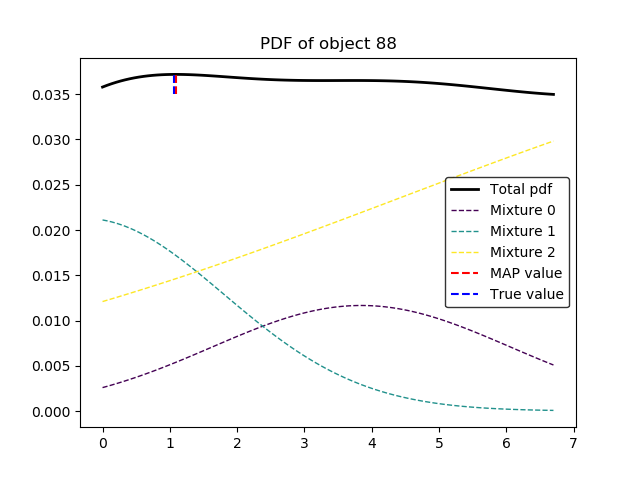 PDF of object 88
0.035
0.030
0.025
0.020
0.015
0.010
0.005
0.000
Total pdf
Mixture 0
Mixture 1
Mixture 2
MAP value
True value
0 1 2 3 4 5 6 7